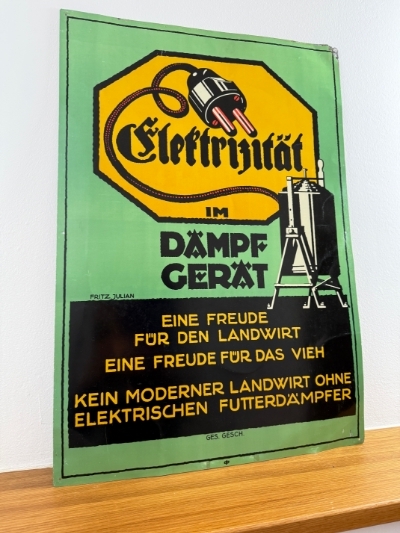 Elektrizität
IM
DÄMPF
GERÄT
FRITZ JULIAN
EINE FREUDE
FÜR DEN LANDWIRT
EINE FREUDE FÜR DAS VIEH
KEIN MODERNER LANDWIRT OHNE
ELEKTRISCHEN FUTTERDÄMPFER
GES. GESCH.